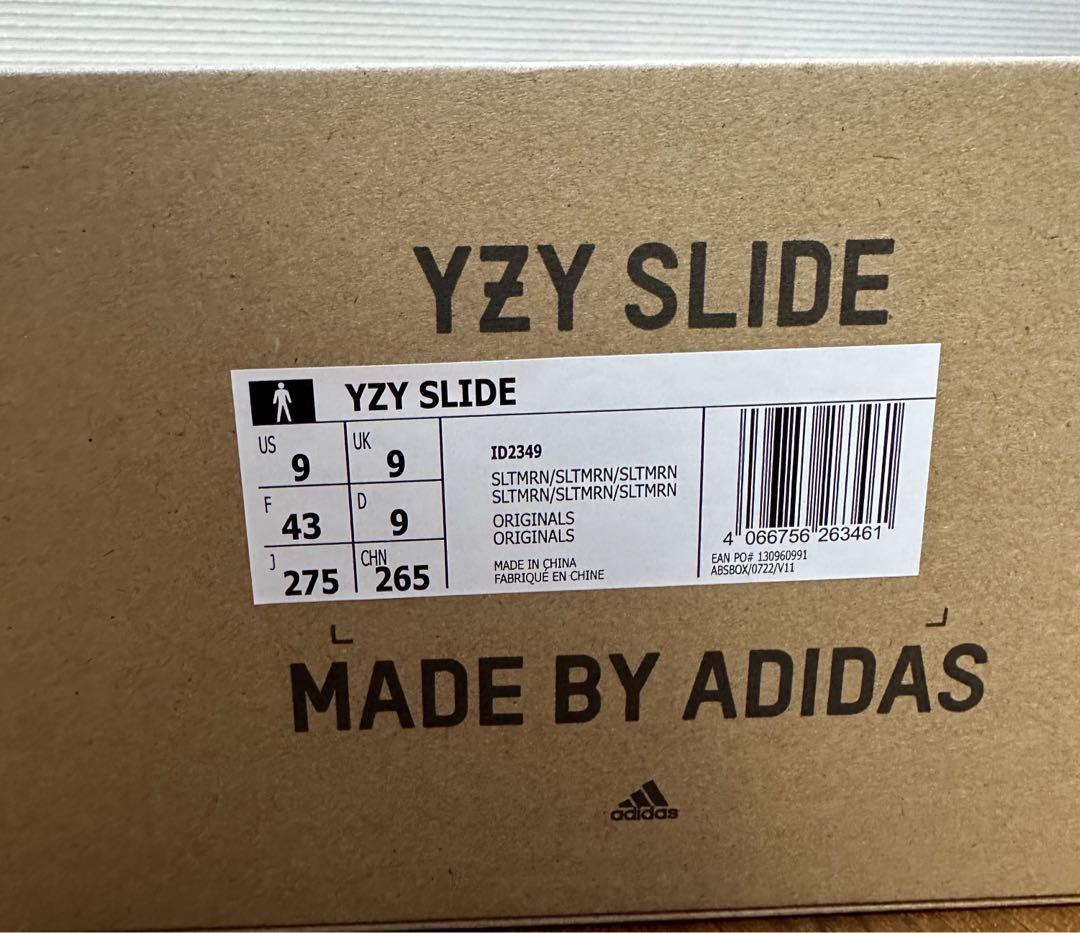 YZY SLIDE
YZY SLIDE
US 9 UK 9
F 43 D 9
J 275 CHN 265
ID2349
SLTMRN/SLTMRN/SLTMRN
SLTMRN/SLTMRN/SLTMRN
ORIGINALS
ORIGINALS
MADE IN CHINA
FABRIQUÉ EN CHINE
4 066756 263461
EAN PO# 130960991
ABSBOX/0722/V11
MADE BY ADIDAS
adidas